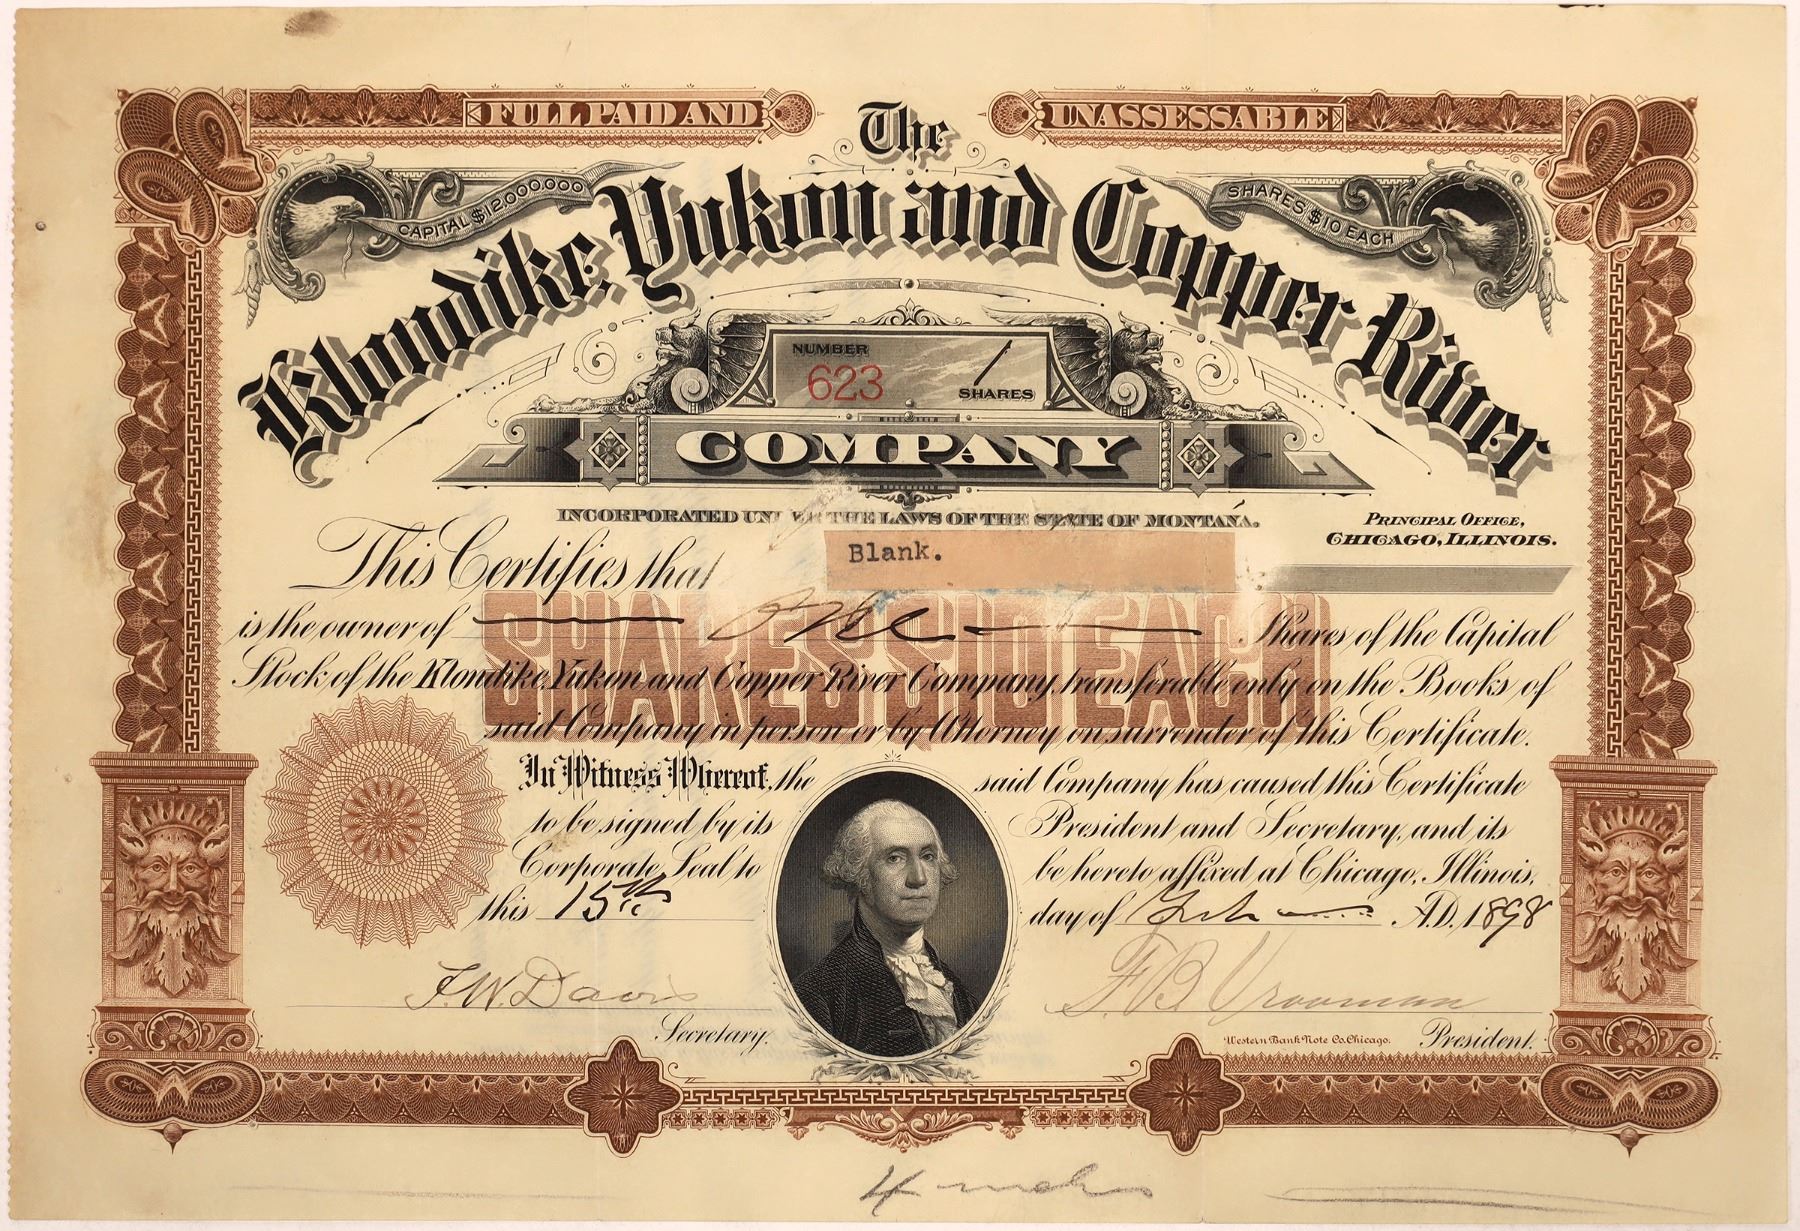 FULL PAID AND UNASSESSABLE
The
CAPITAL $12,000,000
SHARES $10 EACH
Klondike, Yukon and Copper River
NUMBER
623
/
SHARES
COMPANY
INCORPORATED UNDER THE LAWS OF THE STATE OF MONTANA.
PRINCIPAL OFFICE,
CHICAGO, ILLINOIS.
This Certifies that Blank.
is the owner of One Shares of the Capital
SHARES $10 EACH
Stock of the Klondike, Yukon and Copper River Company, transferable only on the Books of
said Company in person or by Attorney on surrender of this Certificate.
In Witness Whereof, the said Company has caused this Certificate
to be signed by its President and Secretary, and its
Corporate Seal to be hereto affixed at Chicago, Illinois,
this 15th day of A.D. 1898
F. W. Davis
F B Vrooman
Secretary.
Western Bank Note Co. Chicago.
President.
4